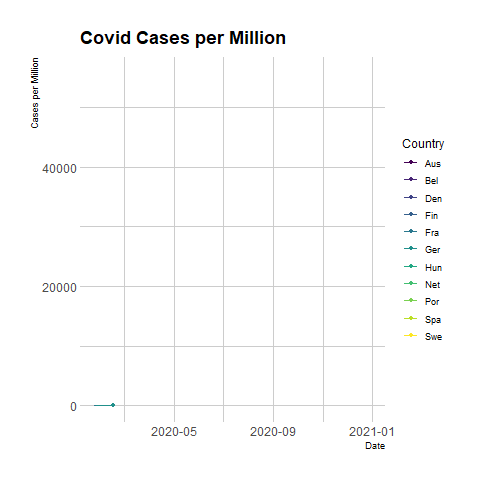 Covid Cases per Million
Cases per Million
40000
20000
0
2020-05
2020-09
2021-01
Date
Country
Aus
Bel
Den
Fin
Fra
Ger
Hun
Net
Por
Spa
Swe